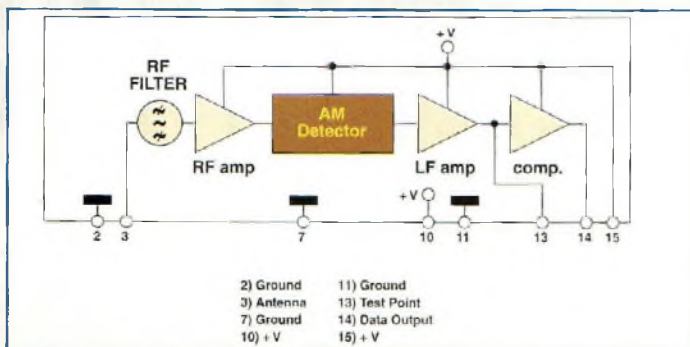 + V
RF
FILTER
AM
Detector
RF amp
LF amp
comp.
+V
2
3
7
10
11
13
14
15
2) Ground
3) Antenna
7) Ground
10) + V
11) Ground
13) Test Point
14) Data Output
15) + V